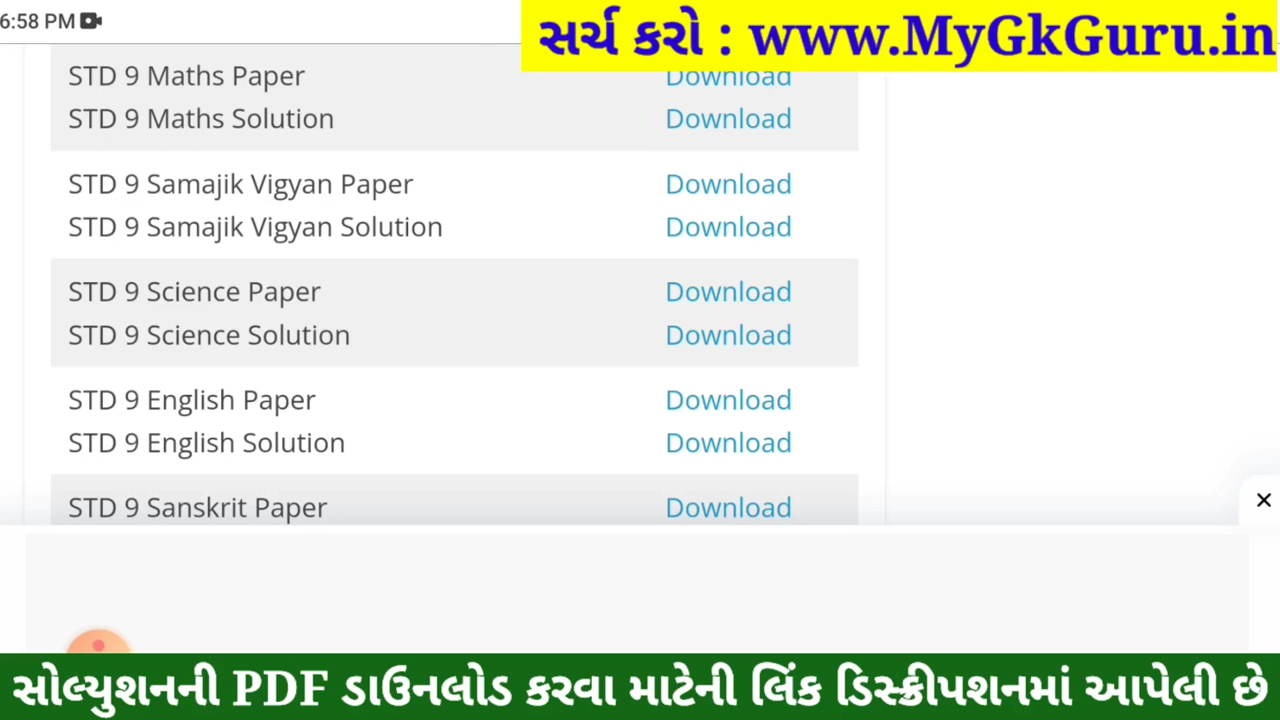 6:58 PM
સર્ચ કરો : www.MyGkGuru.in
STD 9 Maths Paper Download
STD 9 Maths Solution Download
STD 9 Samajik Vigyan Paper Download
STD 9 Samajik Vigyan Solution Download
STD 9 Science Paper Download
STD 9 Science Solution Download
STD 9 English Paper Download
STD 9 English Solution Download
STD 9 Sanskrit Paper Download
સોલ્યુશનની PDF ડાઉનલોડ કરવા માટેની લિંક ડિસ્ક્રીપશનમાં આપેલી છે